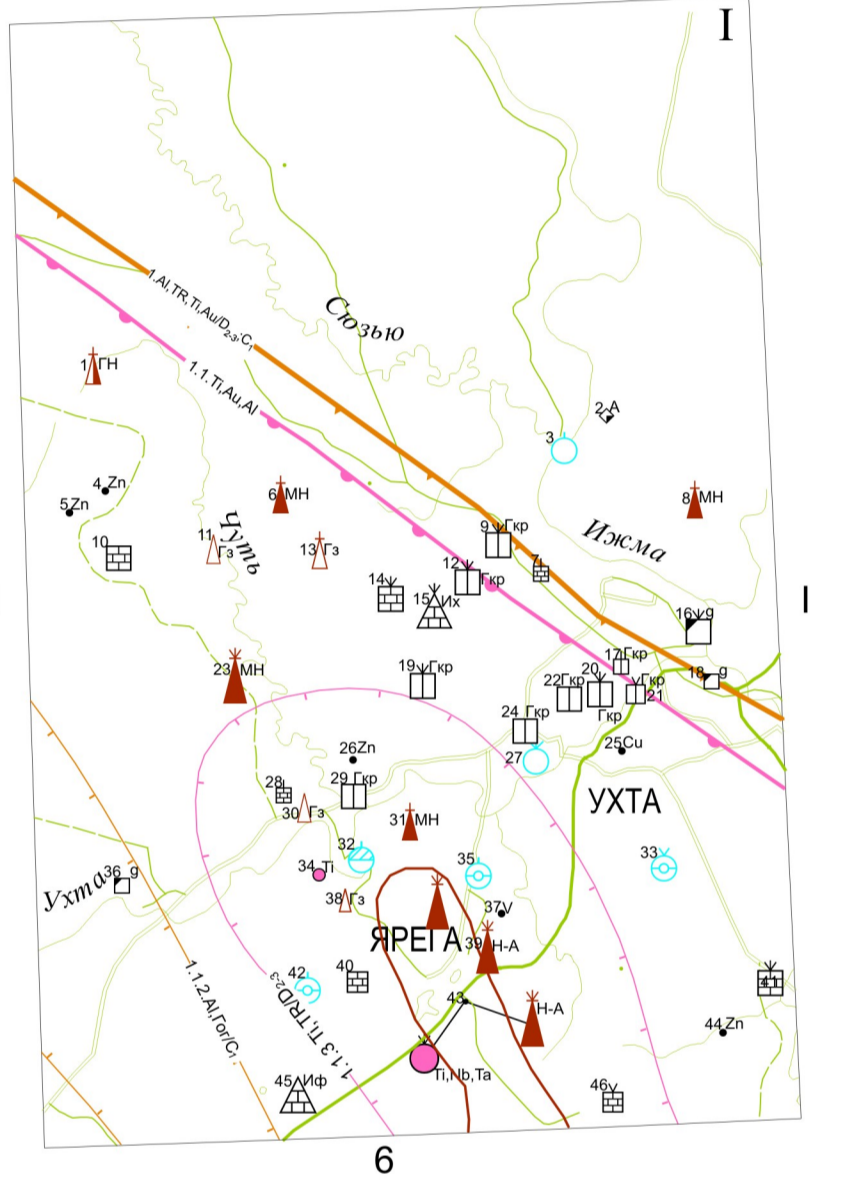 I
1.Al,TR,Ti,Au/D2-3;C1
Сюзью
1 ГН
1.1.Ti,Au,Al
2 А
3
4 Zn
5 Zn
6 МН
8 МН
Чуть
9 Гкр
Ижма
10
11 Гз
13 Гз
12 Гкр
7
14
15 Их
I
16 g
17 Гкр
23 МН
19 Гкр
18 g
22 Гкр
20
Гкр
Гкр
21
24 Гкр
26 Zn
27
25 Cu
28
29 Гкр
УХТА
30 Гз
31 МН
32
33
34 Ti
35
36 g
Ухта
38 Гз
37 V
ЯРЕГА
39 Н-А
42
40
41
1.1.2.Al,Гог/C1
1.1.3 Ti,TR/D2-3
43
Н-А
44 Zn
Ti,Nb,Ta
45 Иф
46
6